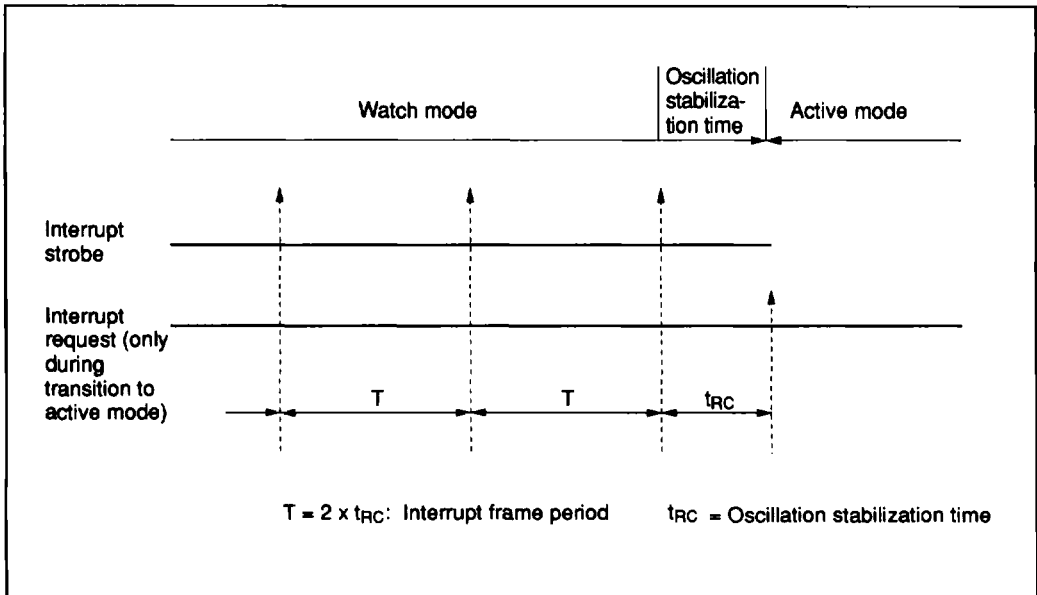 Watch mode
Oscillation
stabiliza-
tion time
Active mode
Interrupt
strobe
Interrupt
request (only
during
transition to
active mode)
T
T
tRC
T = 2 x tRC: Interrupt frame period
tRC = Oscillation stabilization time